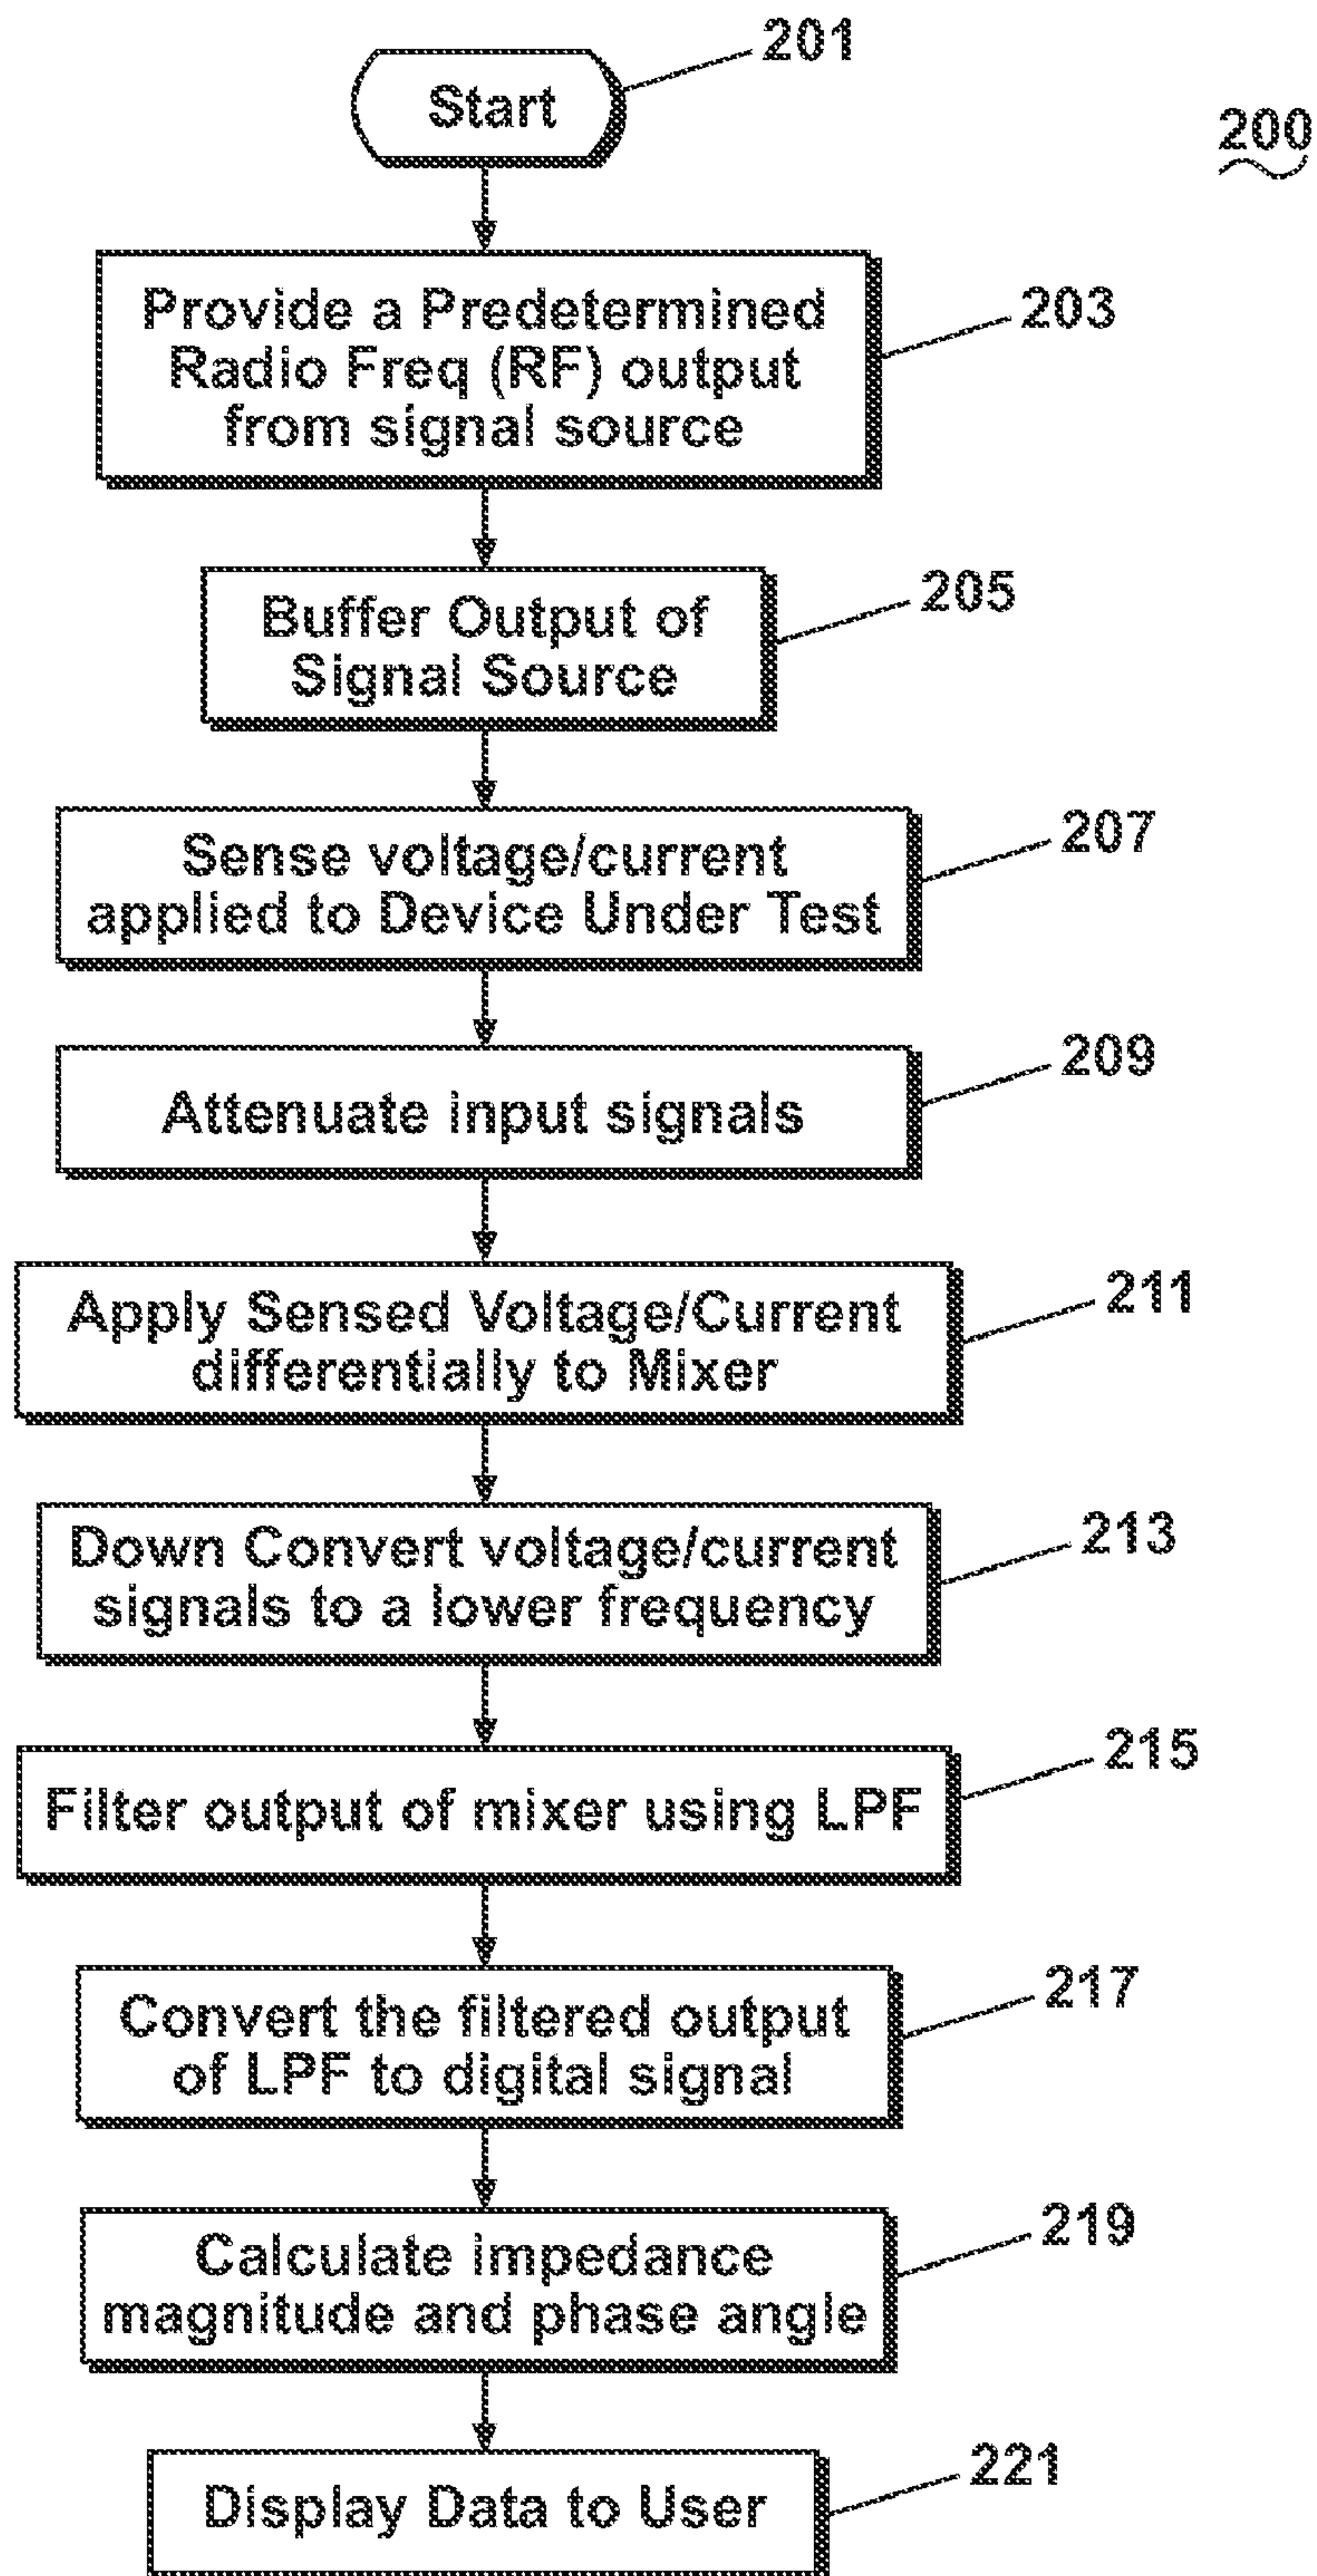 201
Start
200
Provide a Predetermined
Radio Freq (RF) output
from signal source
203
Buffer Output of
Signal Source
205
Sense voltage/current
applied to Device Under Test
207
Attenuate input signals
209
Apply Sensed Voltage/Current
differentially to Mixer
211
Down Convert voltage/current
signals to a lower frequency
213
Filter output of mixer using LPF
215
Convert the filtered output
of LPF to digital signal
217
Calculate impedance
magnitude and phase angle
219
Display Data to User
221